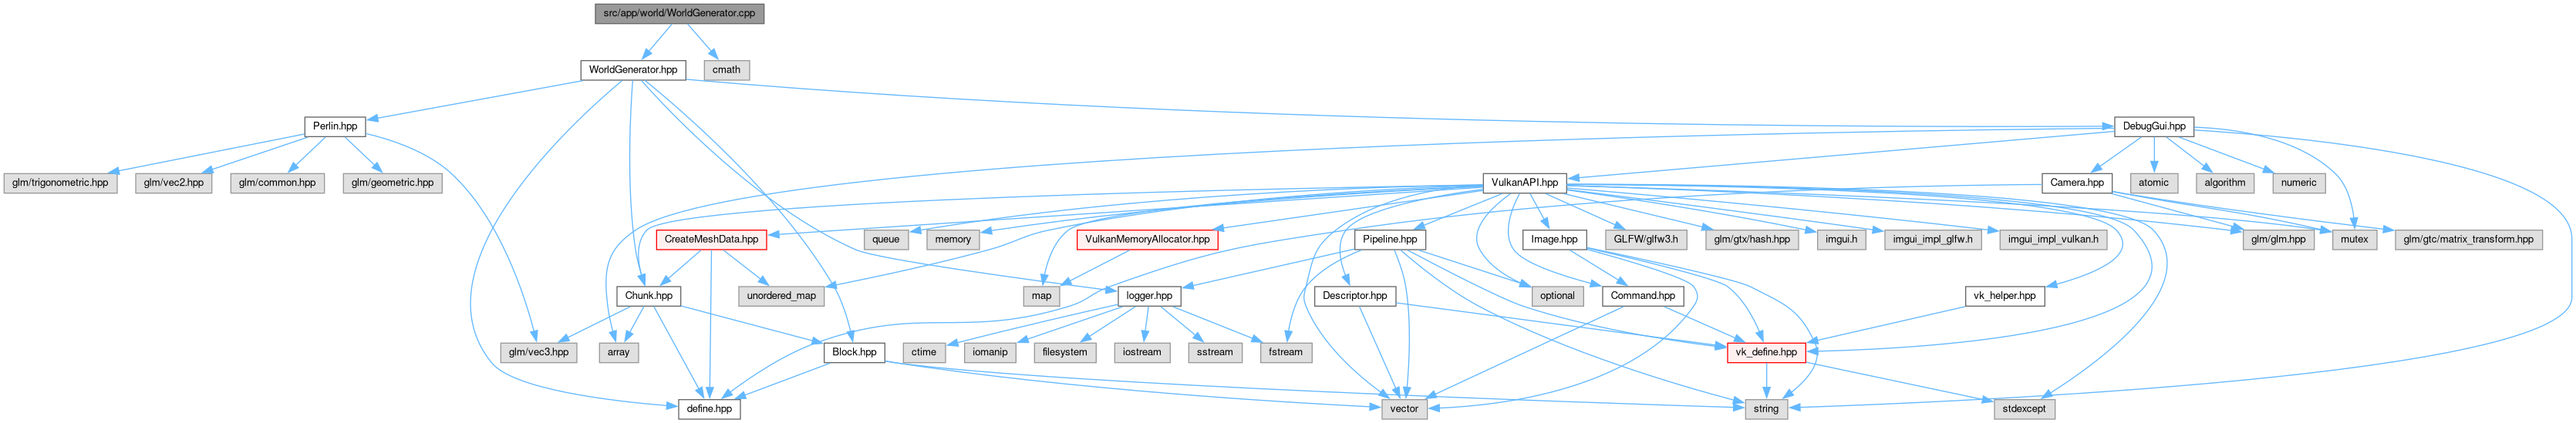 src/app/world/WorldGenerator.cpp
WorldGenerator.hpp
cmath
Perlin.hpp
DebugGui.hpp
glm/trigonometric.hpp
glm/vec2.hpp
glm/common.hpp
glm/geometric.hpp
VulkanAPI.hpp
Camera.hpp
atomic
algorithm
numeric
CreateMeshData.hpp
queue
memory
VulkanMemoryAllocator.hpp
Pipeline.hpp
Image.hpp
GLFW/glfw3.h
glm/gtx/hash.hpp
imgui.h
imgui_impl_glfw.h
imgui_impl_vulkan.h
glm/glm.hpp
mutex
glm/gtc/matrix_transform.hpp
Chunk.hpp
unordered_map
map
logger.hpp
Descriptor.hpp
optional
Command.hpp
vk_helper.hpp
glm/vec3.hpp
array
Block.hpp
ctime
iomanip
filesystem
iostream
sstream
fstream
vk_define.hpp
define.hpp
vector
string
stdexcept